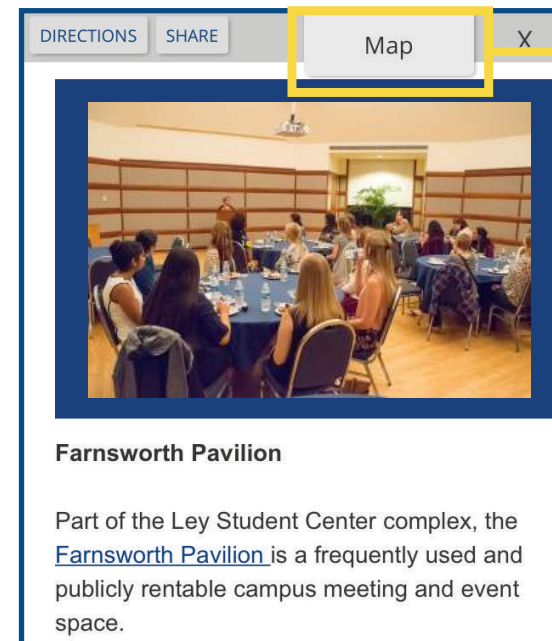 DIRECTIONS SHARE Map X
Farnsworth Pavilion
Part of the Ley Student Center complex, the
Farnsworth Pavilion is a frequently used and
publicly rentable campus meeting and event
space.